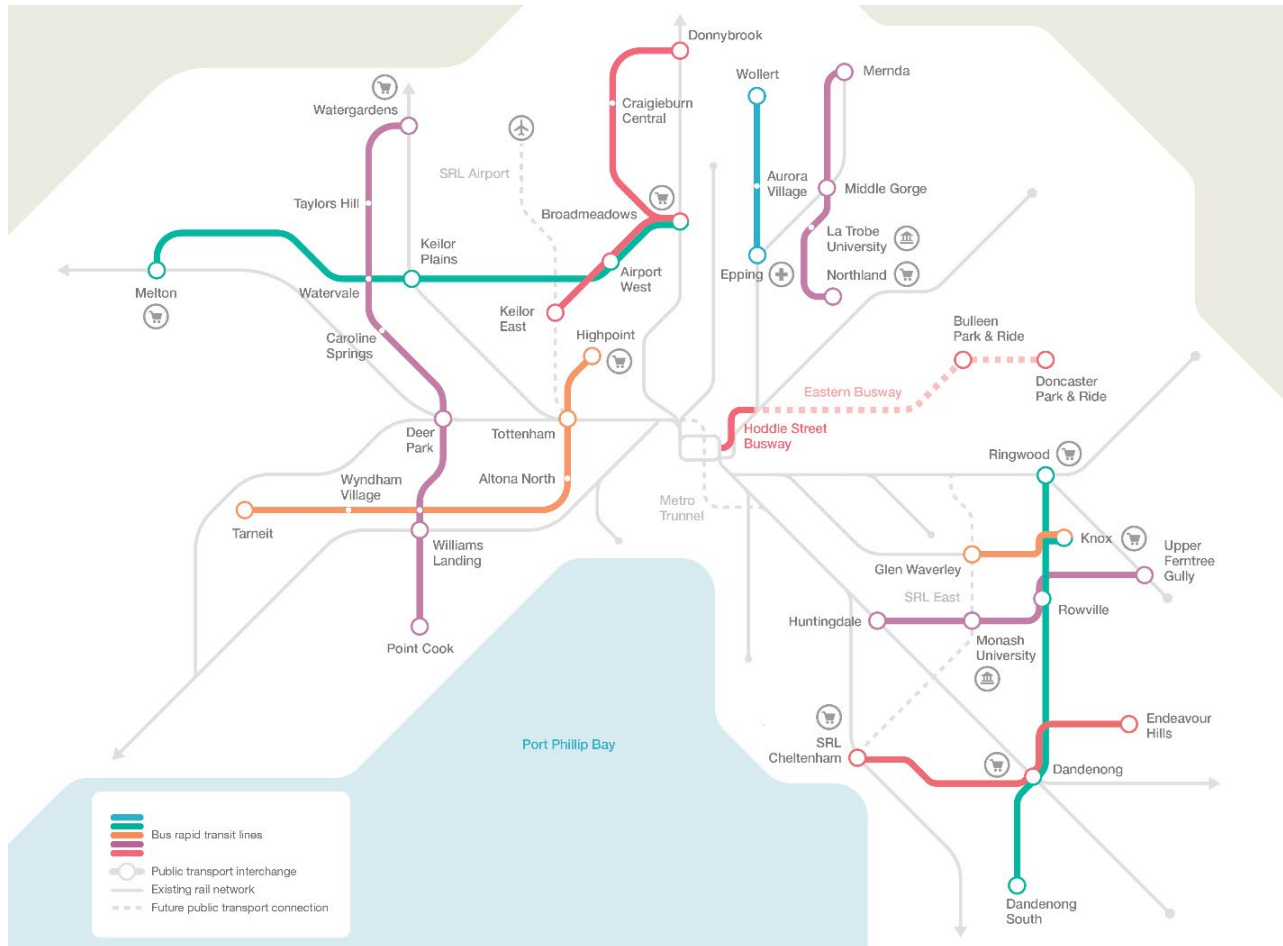 Donnybrook
Wollert
Mernda
Watergardens
Craigieburn
Central
SRL Airport
Aurora
Village
Middle Gorge
Taylors Hill
Broadmeadows
La Trobe
University
Keilor
Plains
Airport
West
Epping
Northland
Melton
Watervale
Keilor
East
Caroline
Springs
Highpoint
Bulleen
Park & Ride
Doncaster
Park & Ride
Eastern Busway
Hoddle Street
Busway
Deer
Park
Tottenham
Ringwood
Wyndham
Village
Altona North
Metro
Trunnel
Tarneit
Williams
Landing
Knox
Upper
Ferntree
Gully
Glen Waverley
SRL East
Rowville
Huntingdale
Monash
University
Point Cook
Port Phillip Bay
SRL
Cheltenham
Endeavour
Hills
Dandenong
Dandenong
South
Bus rapid transit lines
Public transport interchange
Existing rail network
Future public transport connection